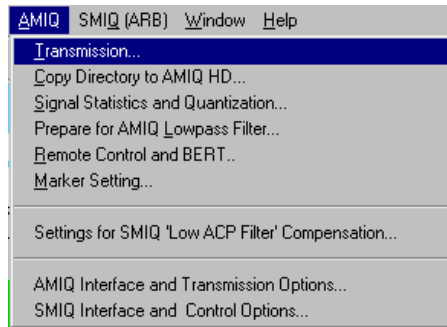 AMIQ SMIQ (ARB) Window Help
Transmission...
Copy Directory to AMIQ HD...
Signal Statistics and Quantization...
Prepare for AMIQ Lowpass Filter...
Remote Control and BERT..
Marker Setting...
Settings for SMIQ 'Low ACP Filter' Compensation...
AMIQ Interface and Transmission Options...
SMIQ Interface and  Control Options...